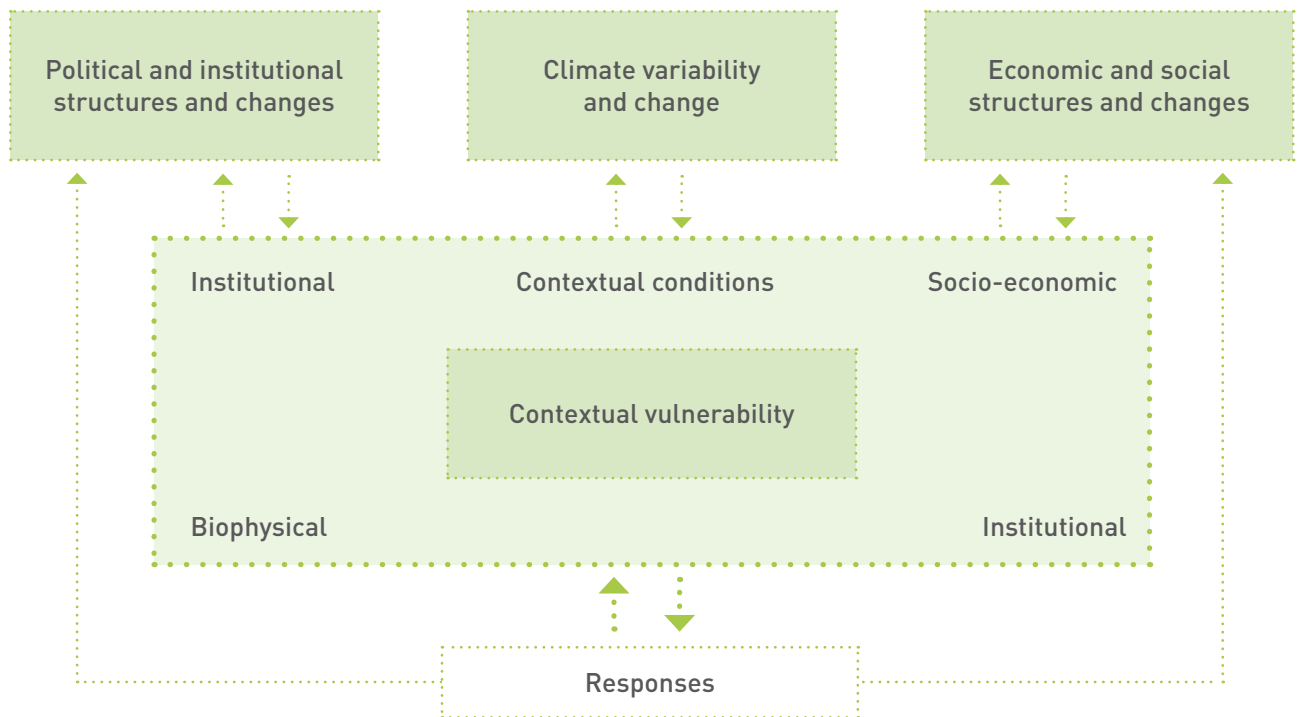 Political and institutional
structures and changes
Climate variability
and change
Economic and social
structures and changes
Institutional
Contextual conditions
Socio-economic
Contextual vulnerability
Biophysical
Institutional
Responses